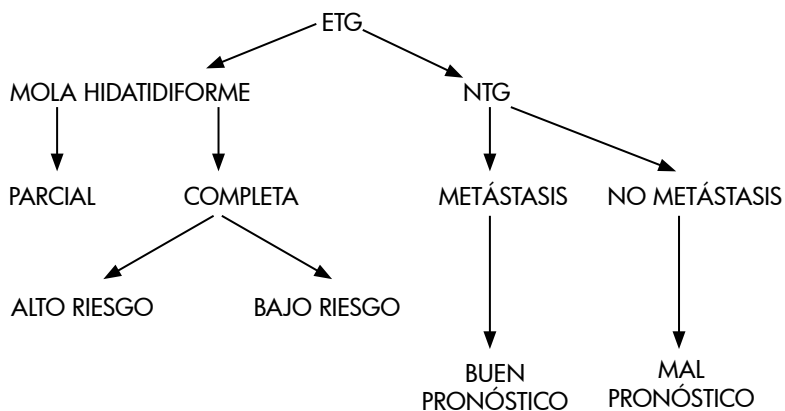 ETG
MOLA HIDATIDIFORME
NTG
PARCIAL
COMPLETA
METÁSTASIS
NO METÁSTASIS
ALTO RIESGO
BAJO RIESGO
BUEN
PRONÓSTICO
MAL
PRONÓSTICO